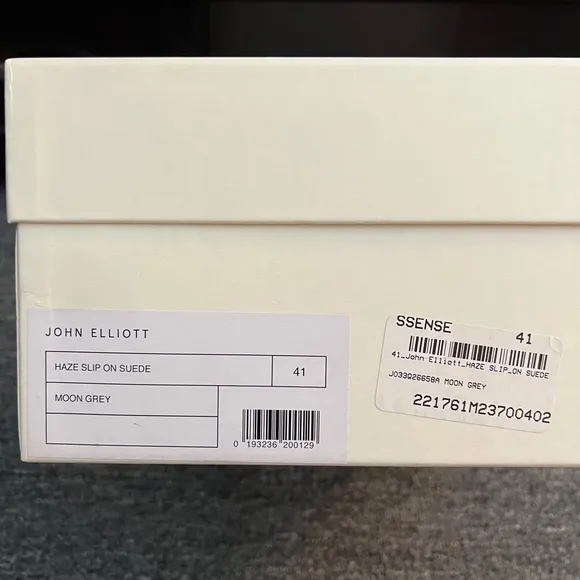 JOHN ELLIOTT
HAZE SLIP ON SUEDE
41
MOON GREY
0 193236 200129
SSENSE 41
41_John Elliott_HAZE SLIP_ON SUEDE
J033Q26658A MOON GREY
221761M23700402